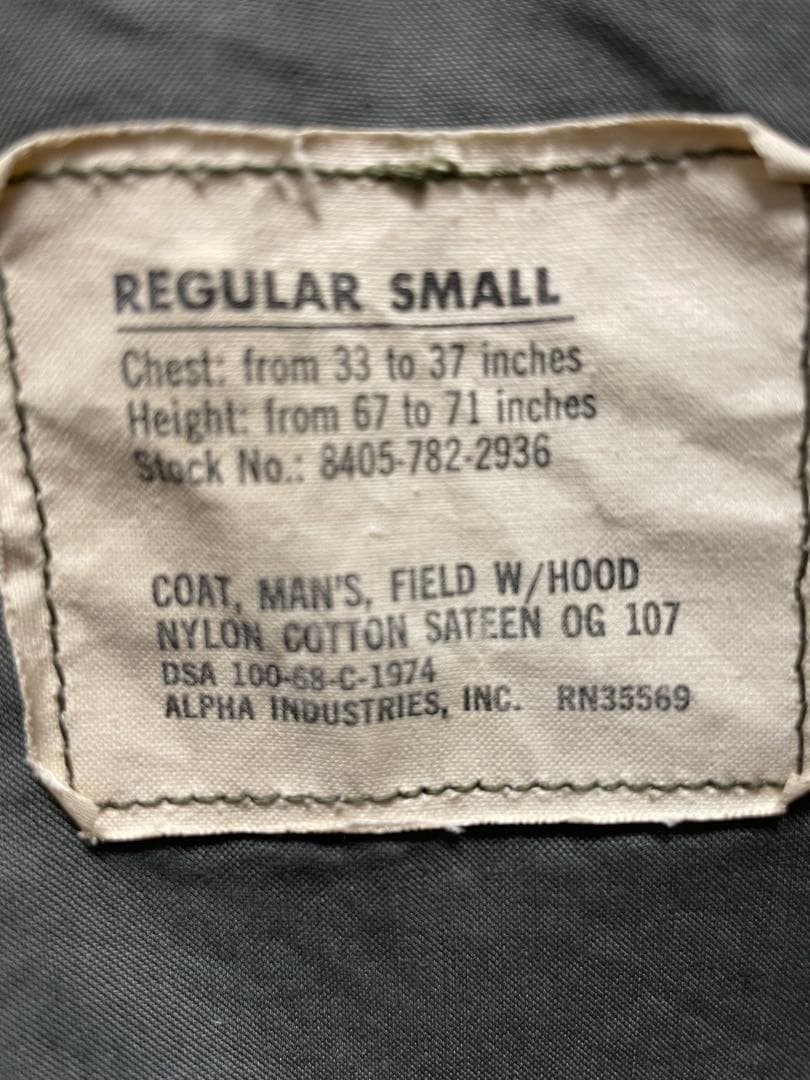 REGULAR SMALL
Chest: from 33 to 37 inches
Height: from 67 to 71 inches
Stock No.: 8405-782-2936
COAT, MAN'S, FIELD W/HOOD
NYLON COTTON SATEEN OG 107
DSA 100-68-C-1974
ALPHA INDUSTRIES, INC. RN35569